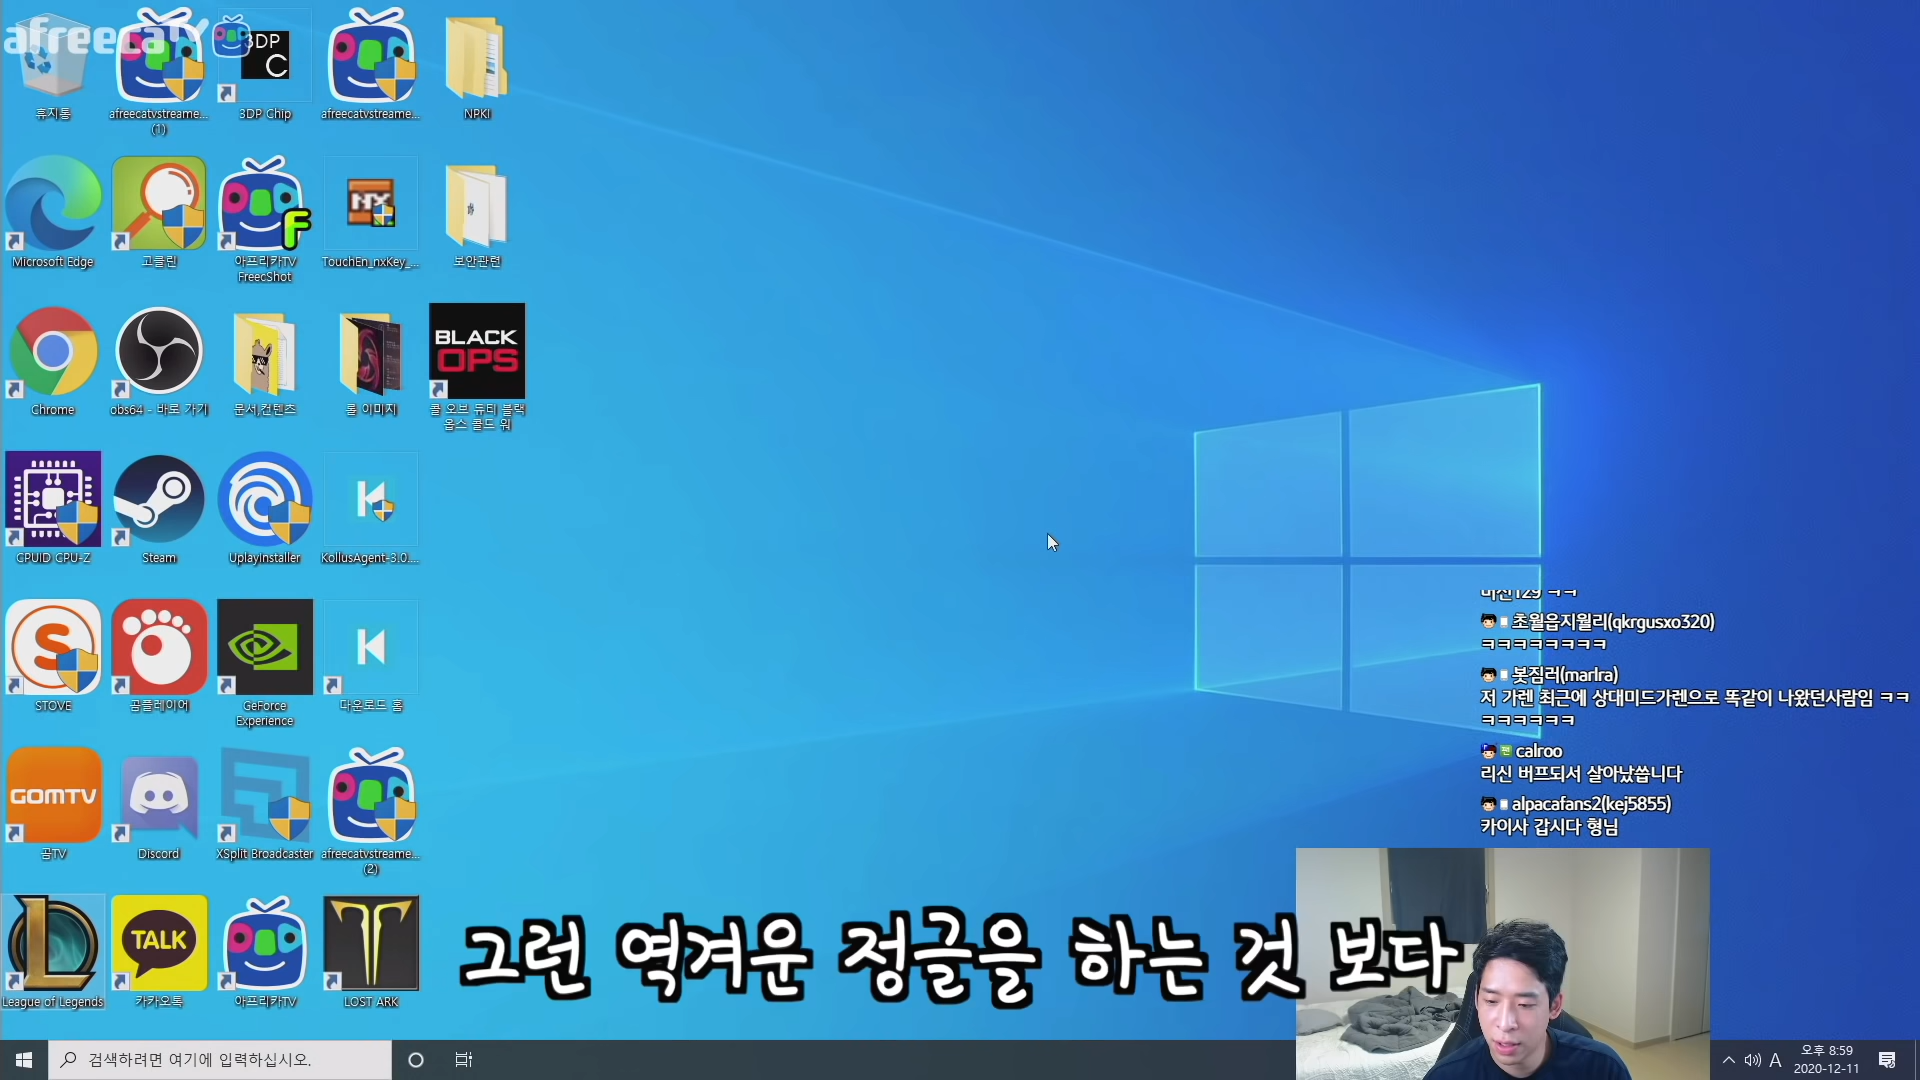 afreecaTV
휴지통
afreecatvstreame...
(1)
3DP
C
3DP Chip
afreecatvstreame...
NPKI
Microsoft Edge
고클린
F
아프리카TV
FreecShot
NX
TouchEn_nxKey_...
보안관련
Chrome
obs64 - 바로 가기
문서,컨텐츠
롤 이미지
BLACK
OPS
콜 오브 듀티 블랙
옵스 콜드 워
CPUID CPU-Z
Steam
UplayInstaller
KollusAgent-3.0....
S
STOVE
곰플레이어
GeForce
Experience
다운로드 홈
GOMTV
곰TV
Discord
XSplit Broadcaster
afreecatvstreame...
(2)
League of Legends
TALK
카카오톡
아프리카TV
LOST ARK
초월읍지월리(qkrgusxo320)
ㅋㅋㅋㅋㅋㅋㅋㅋ
봇짐러(marlra)
저 가렌 최근에 상대미드가렌으로 똑같이 나왔던사람임 ㅋㅋ
ㅋㅋㅋㅋㅋㅋ
팬 calroo
리신 버프되서 살아났씁니다
alpacafans2(kej5855)
카이사 갑시다 형님
그런 역겨운 정글을 하는 것 보다
검색하려면 여기에 입력하십시오.
A
오후 8:59
2020-12-11